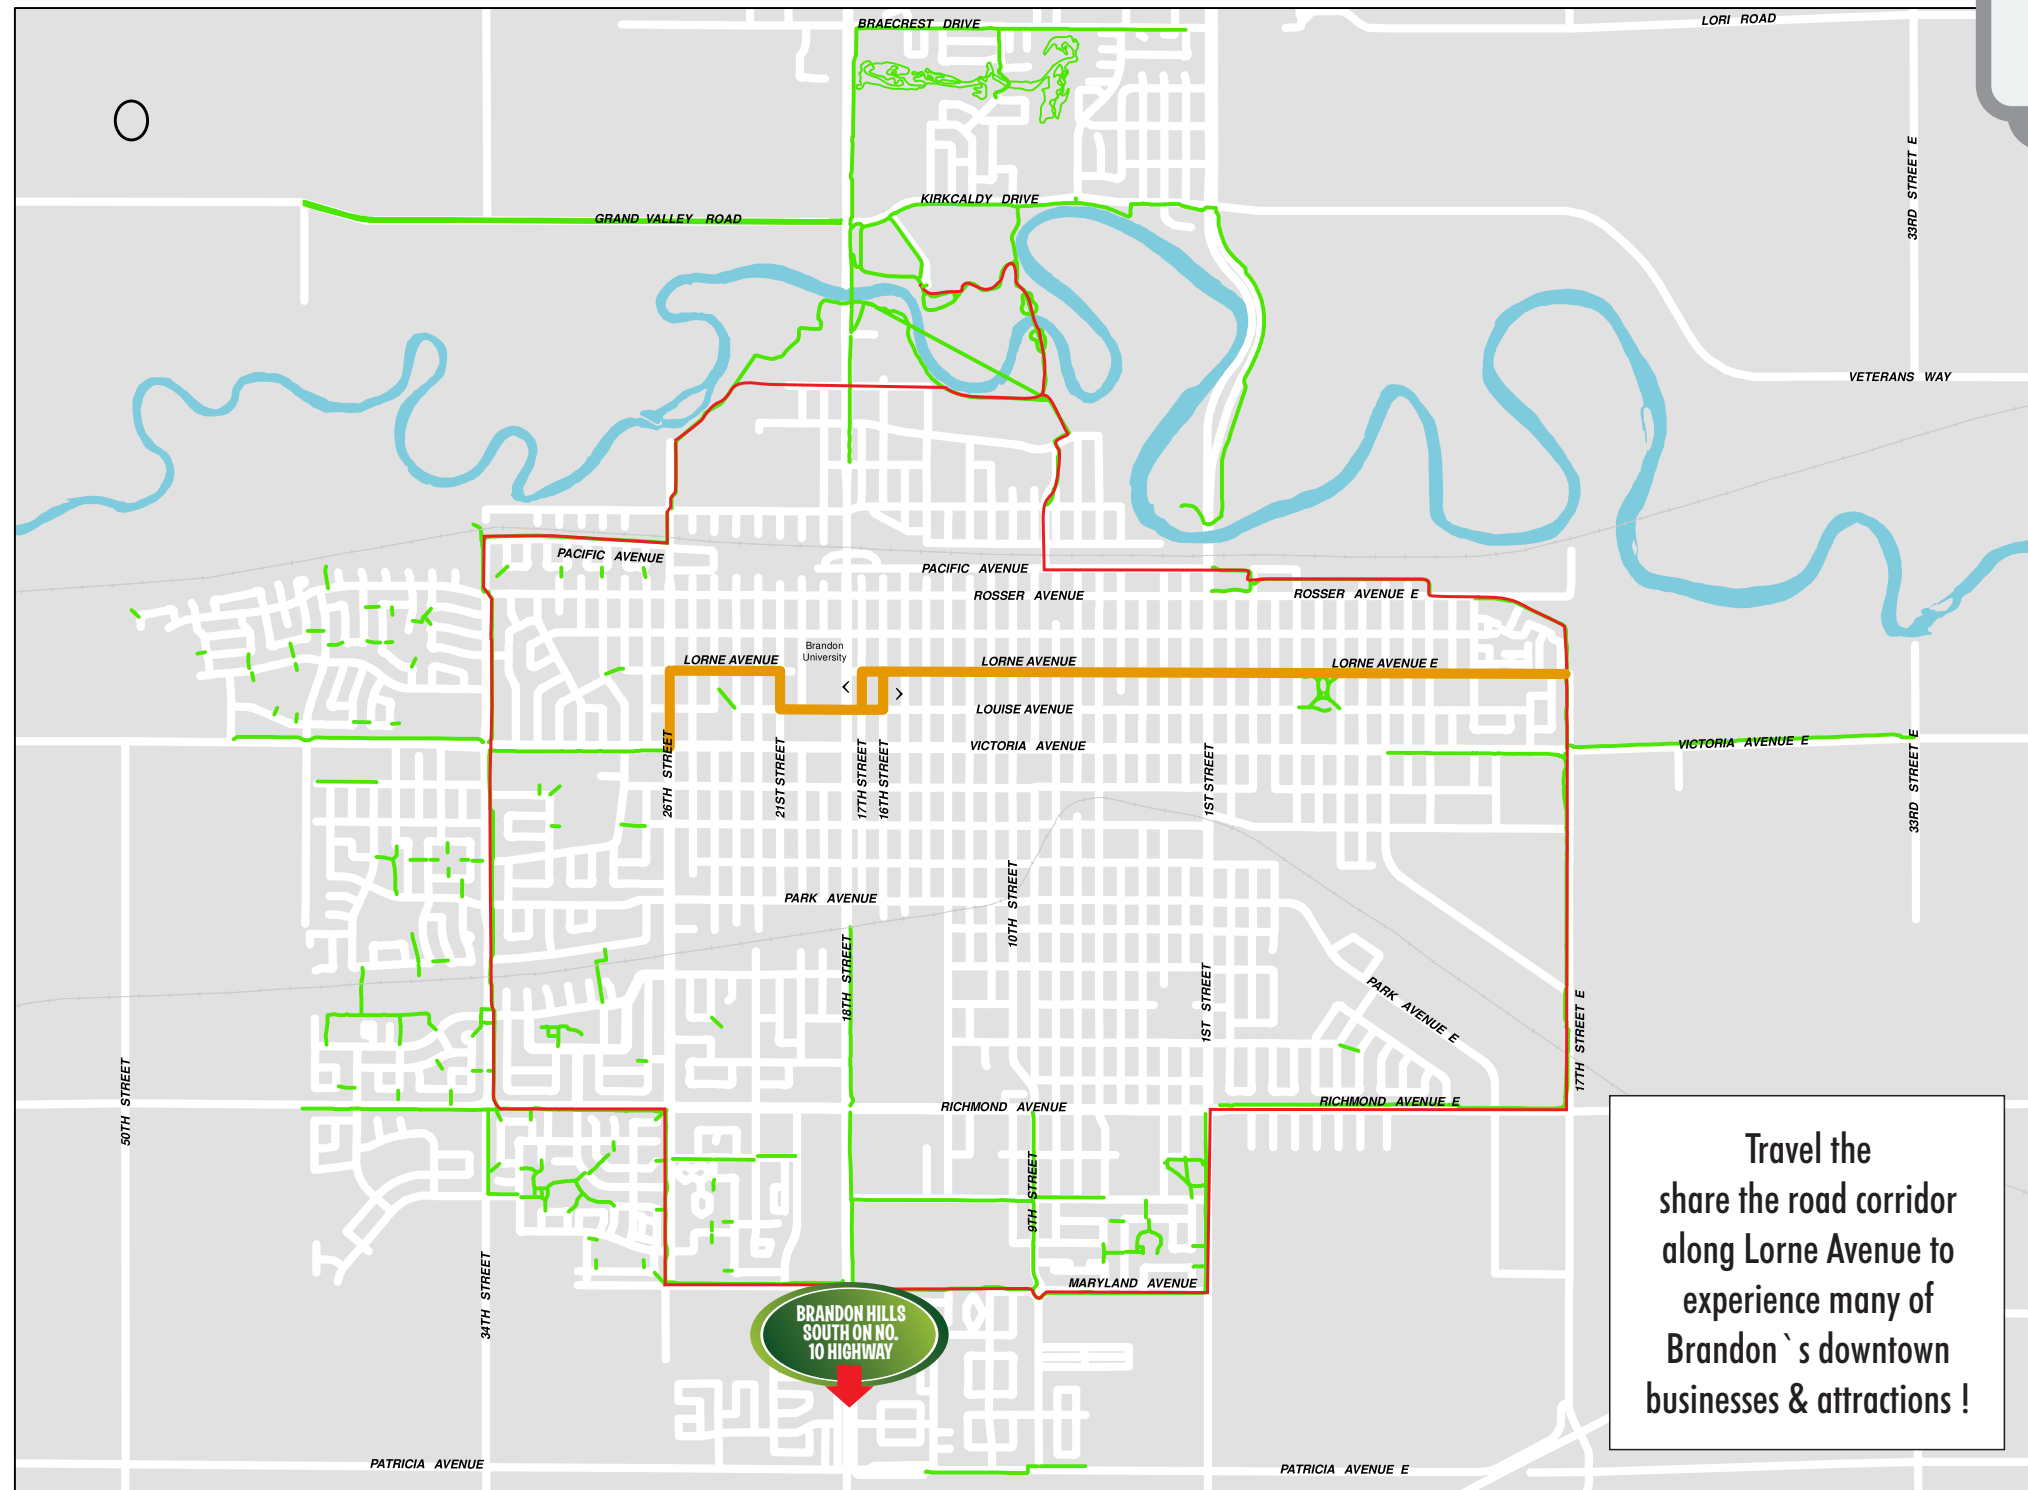 BRAECREST DRIVE
LORI ROAD
33RD STREET E
KIRKCALDY DRIVE
GRAND VALLEY ROAD
VETERANS WAY
PACIFIC AVENUE
PACIFIC AVENUE
ROSSER AVENUE
ROSSER AVENUE E
Brandon
University
LORNE AVENUE
LORNE AVENUE
LORNE AVENUE E
<
>
LOUISE AVENUE
VICTORIA AVENUE
VICTORIA AVENUE E
26TH STREET
21ST STREET
17TH STREET
16TH STREET
1ST STREET
33RD STREET E
PARK AVENUE
10TH STREET
18TH STREET
1ST STREET
PARK AVENUE E
17TH STREET E
50TH STREET
RICHMOND AVENUE
RICHMOND AVENUE E
9TH STREET
34TH STREET
MARYLAND AVENUE
BRANDON HILLS
SOUTH ON NO.
10 HIGHWAY
Travel the
share the road corridor
along Lorne Avenue to
experience many of
Brandon`s downtown
businesses & attractions !
PATRICIA AVENUE
PATRICIA AVENUE E